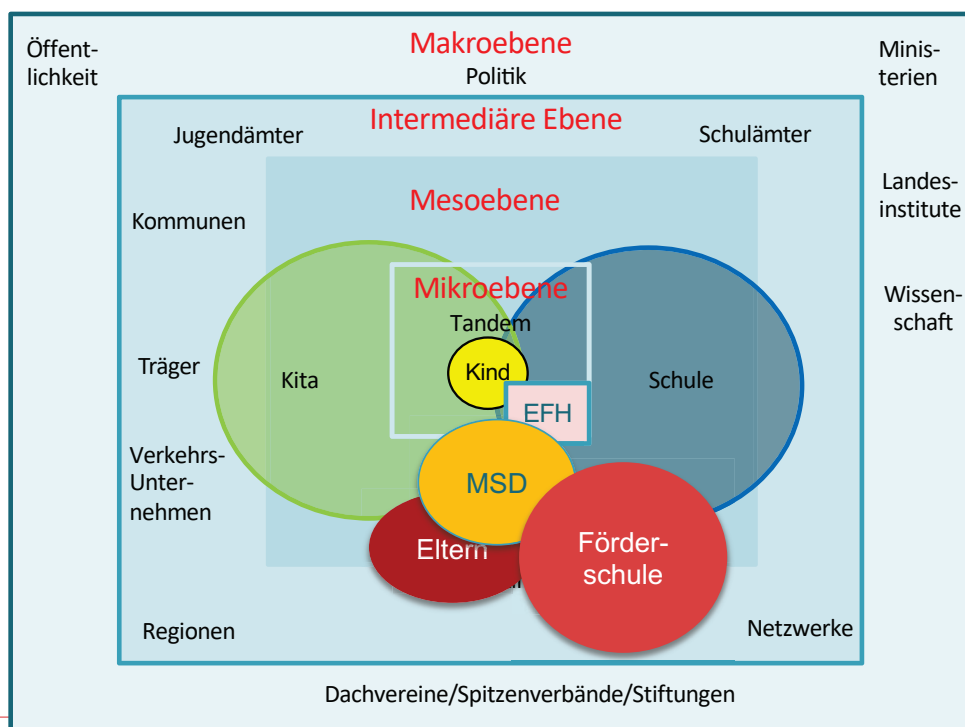 Makroebene
Politik
Öffent-
lichkeit
Minis-
terien
Intermediäre Ebene
Jugendämter
Schulämter
Mesoebene
Landes-
institute
Kommunen
Mikroebene
Tandem
Wissen-
schaft
Träger
Kita
Kind
Schule
EFH
Verkehrs-
Unter-
nehmen
MSD
Eltern
Förder-
schule
Regionen
Netzwerke
Dachvereine/Spitzenverbände/Stiftungen